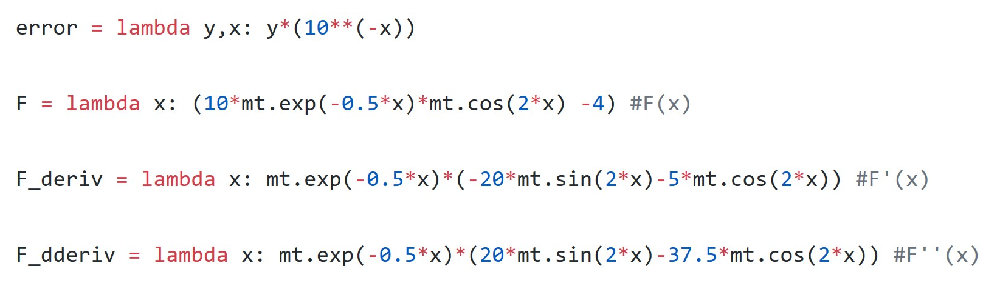 error = lambda y,x: y*(10**(-x))
F = lambda x: (10*mt.exp(-0.5*x)*mt.cos(2*x) -4) #F(x)
F_deriv = lambda x: mt.exp(-0.5*x)*(-20*mt.sin(2*x)-5*mt.cos(2*x)) #F'(x)
F_dderiv = lambda x: mt.exp(-0.5*x)*(20*mt.sin(2*x)-37.5*mt.cos(2*x)) #F''(x)